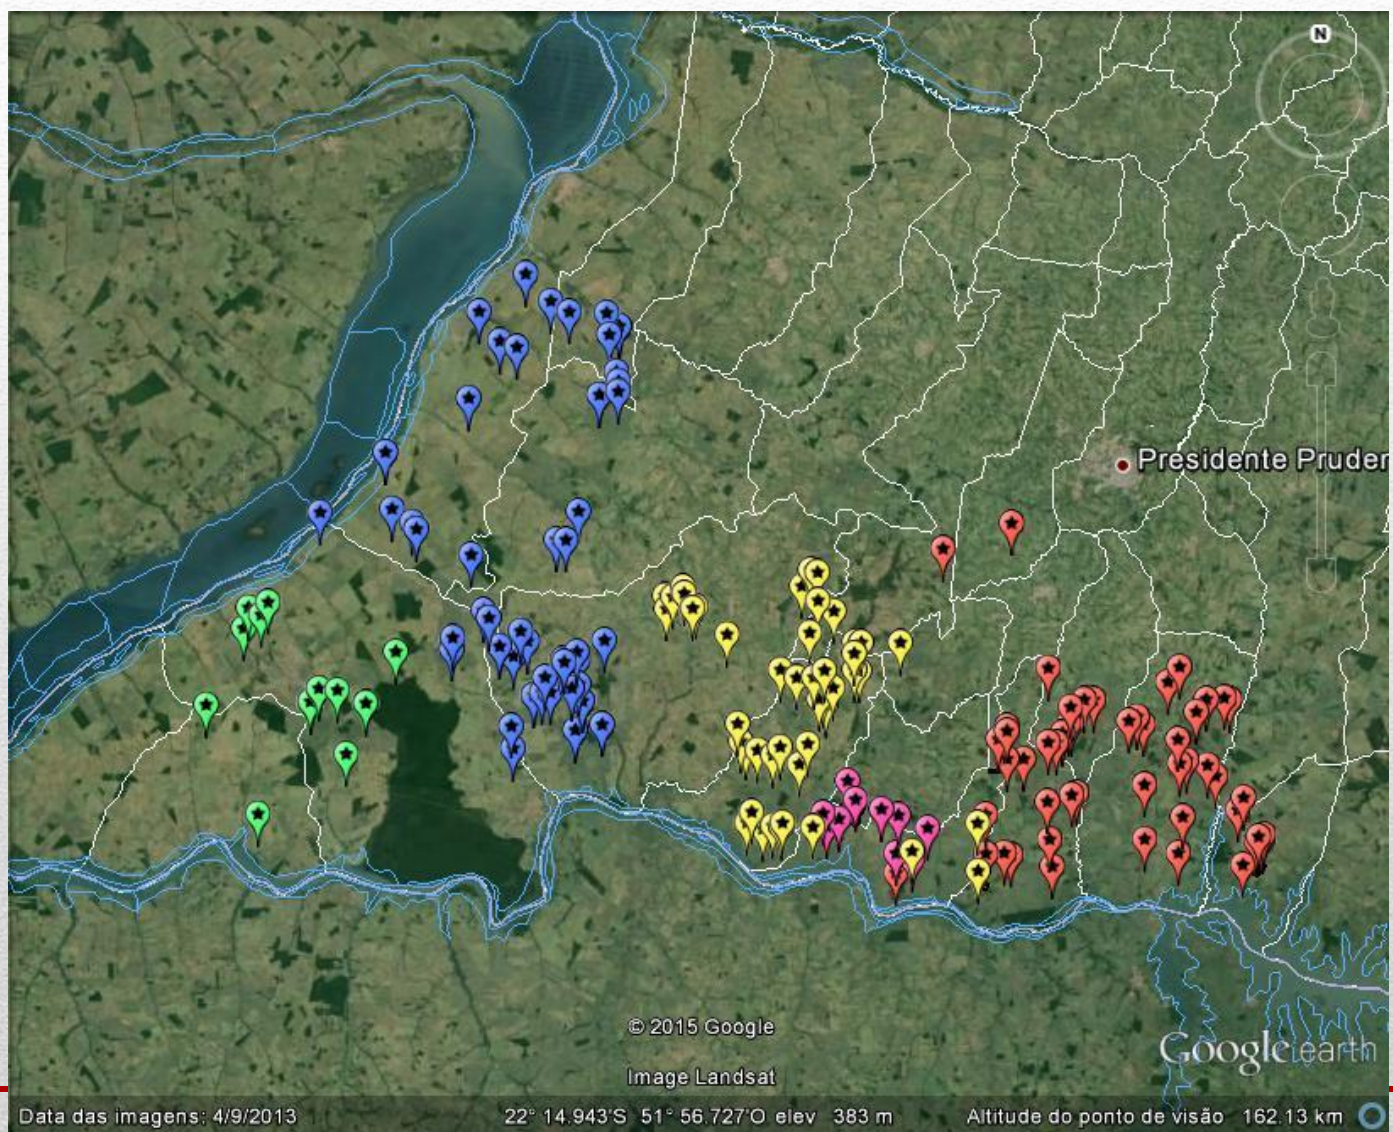 N
Presidente Pruden
© 2015 Google
Google earth
Image Landsat
Data das imagens: 4/9/2013 22° 14.943'S 51° 56.727'O elev 383 m Altitude do ponto de visão 162.13 km